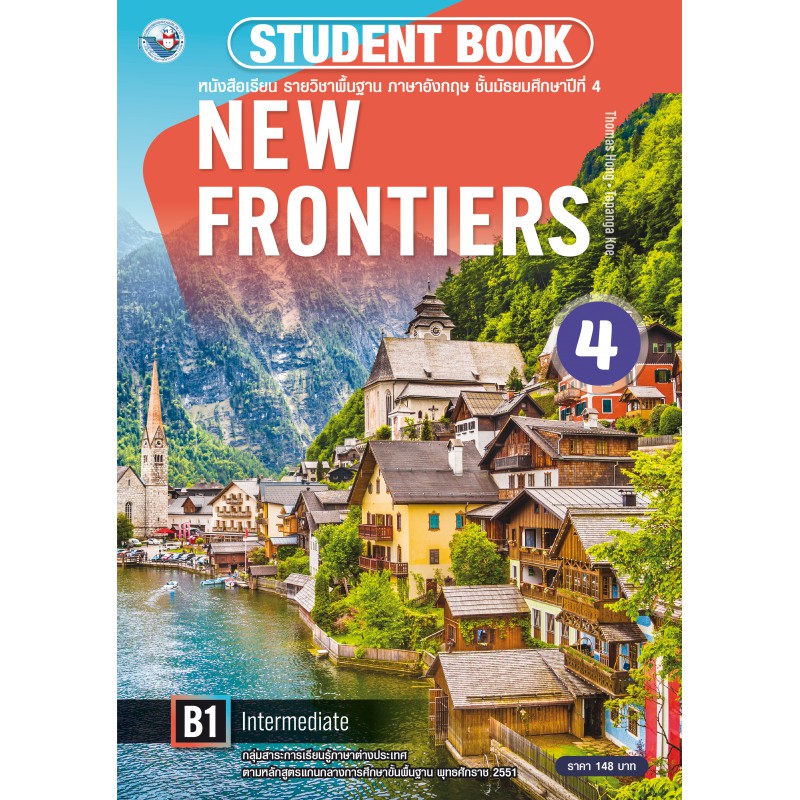 STUDENT BOOK
หนังสือเรียน รายวิชาพื้นฐาน ภาษาอังกฤษ ชั้นมัธยมศึกษาปีที่ 4
NEW
FRONTIERS
Thomas Hong • Tapanga Koe
4
B1 Intermediate
กลุ่มสาระการเรียนรู้ภาษาต่างประเทศ
ตามหลักสูตรแกนกลางการศึกษาขั้นพื้นฐาน พุทธศักราช 2551
ราคา 148 บาท